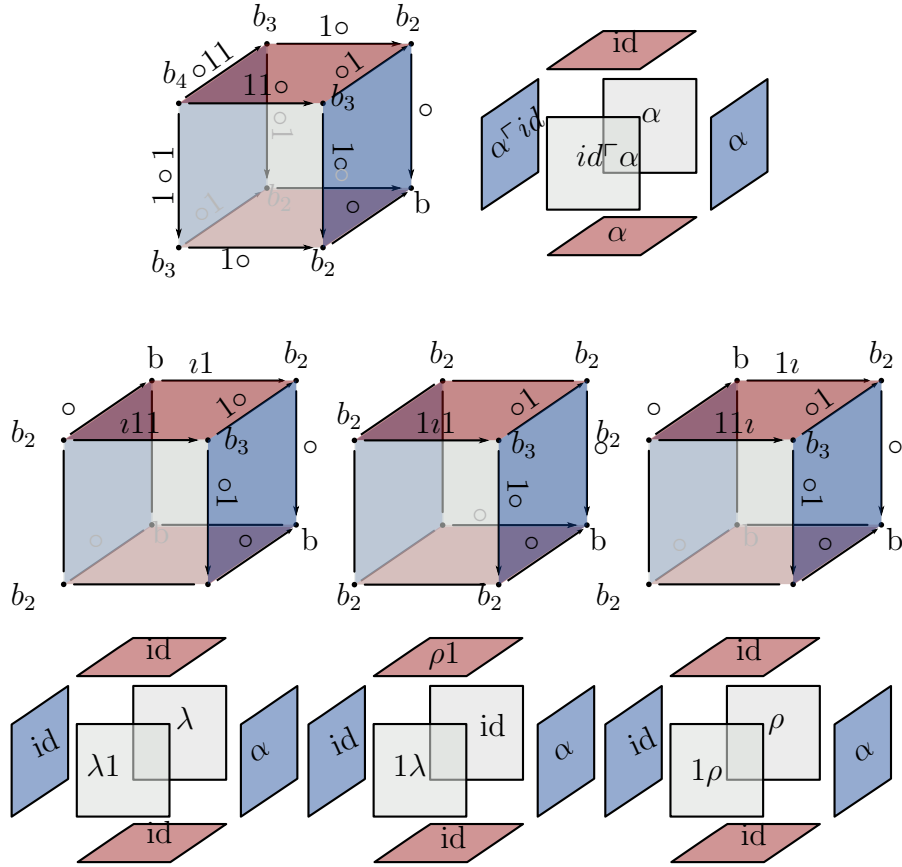 b₃ 1∘ b₂ id
∘11 ∘1
b₄ 11∘ b₃ α
∘1 ∘ α⌜id α
1∘1 1∘ id⌜α
∘1 b₂ ∘ b
b₃ 1∘ b₂ α
b ı1 b₂ b₂ b₂ b 1ı b₂
∘ 1∘ ∘1 ∘ ∘1
b₂ ı11 b₃ ∘ b₂ 1ı1 b₃ b₂ ∘ 11ı b₃ ∘
∘1 1∘ ∘1
∘ b ∘ b ∘ ∘ b ∘ b ∘ b
b₂ b₂ b₂ b₂
id ρ1 id
id λ α id id α id ρ α
λ1 1λ 1ρ
id id id